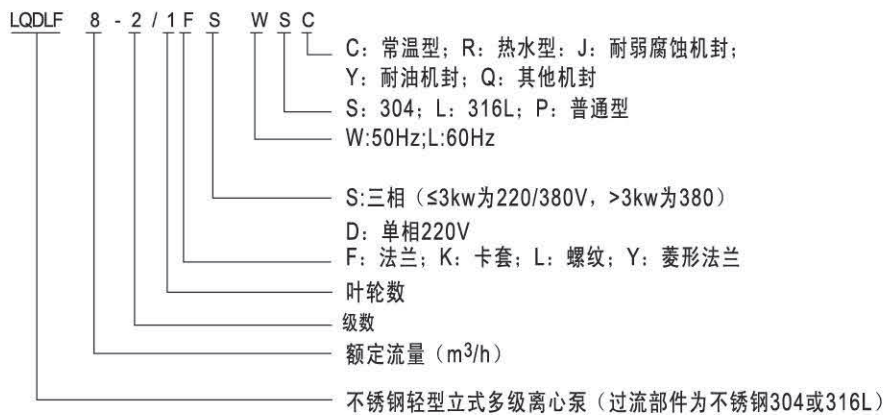 LQDLF 8 - 2 / 1 F S W S C
C：常温型；R：热水型；J：耐弱腐蚀机封；
Y：耐油机封；Q：其他机封
S：304；L：316L；P：普通型
W:50Hz;L:60Hz
S:三相（≤3kw为220/380V，>3kw为380）
D：单相220V
F：法兰；K：卡套；L：螺纹；Y：菱形法兰
叶轮数
级数
额定流量（m³/h）
不锈钢轻型立式多级离心泵（过流部件为不锈钢304或316L）